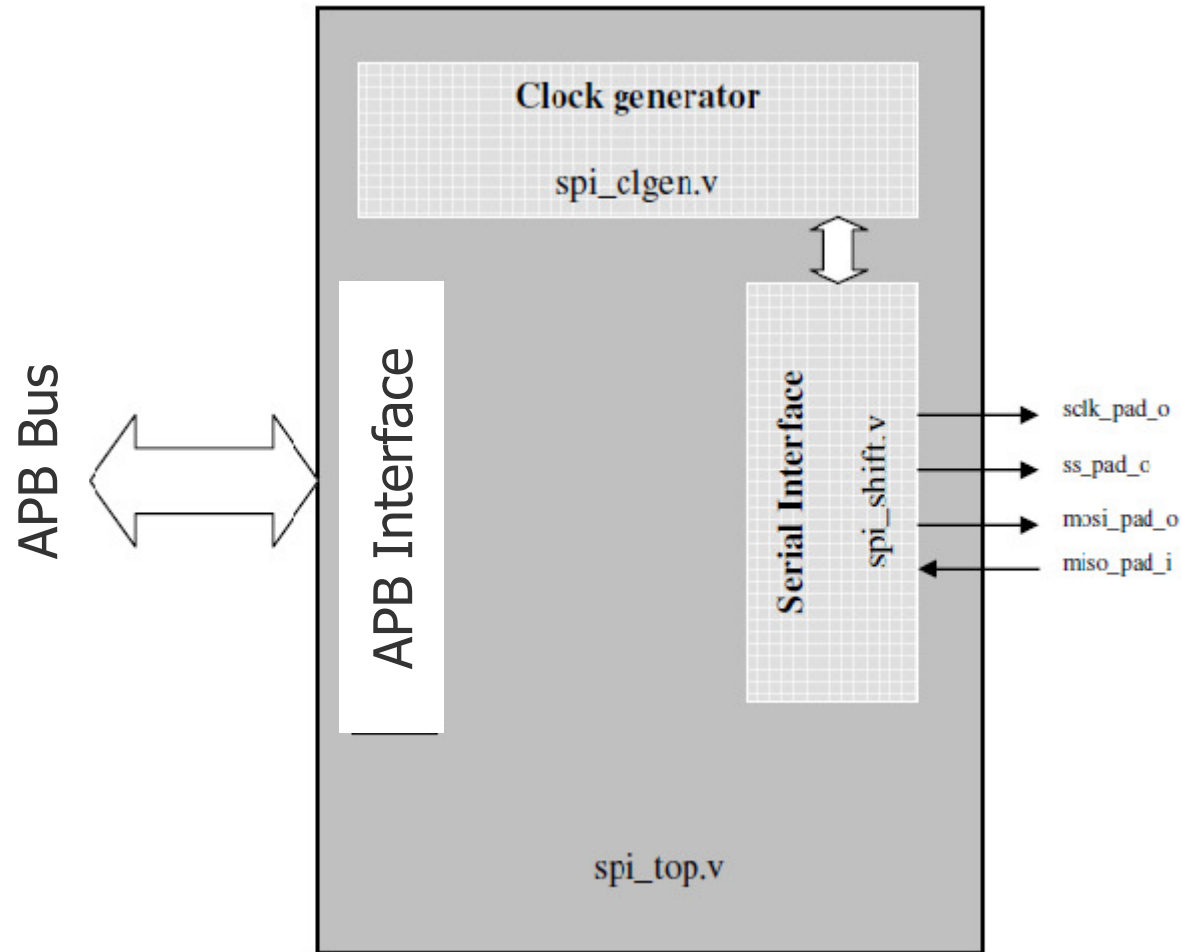 Clock generator
spi_clgen.v
APB Bus
APB Interface
Serial Interface
spi_shift.v
sclk_pad_o
ss_pad_o
mosi_pad_o
miso_pad_i
spi_top.v